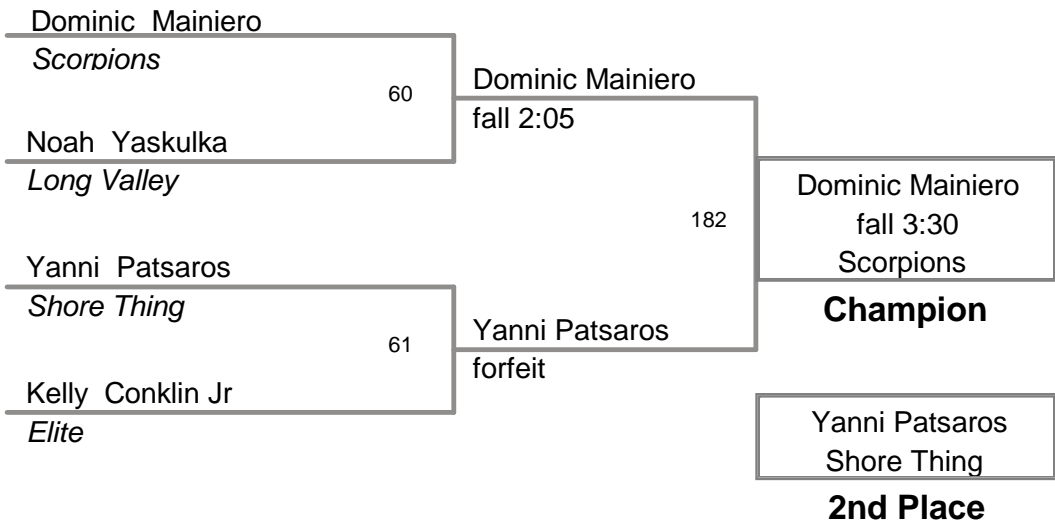 Dominic Mainiero
Scorpions
60
Dominic Mainiero
fall 2:05
Noah Yaskulka
Long Valley
182
Dominic Mainiero
fall 3:30
Scorpions
Champion
Yanni Patsaros
Shore Thing
61
Yanni Patsaros
forfeit
Kelly Conklin Jr
Elite
Yanni Patsaros
Shore Thing
2nd Place